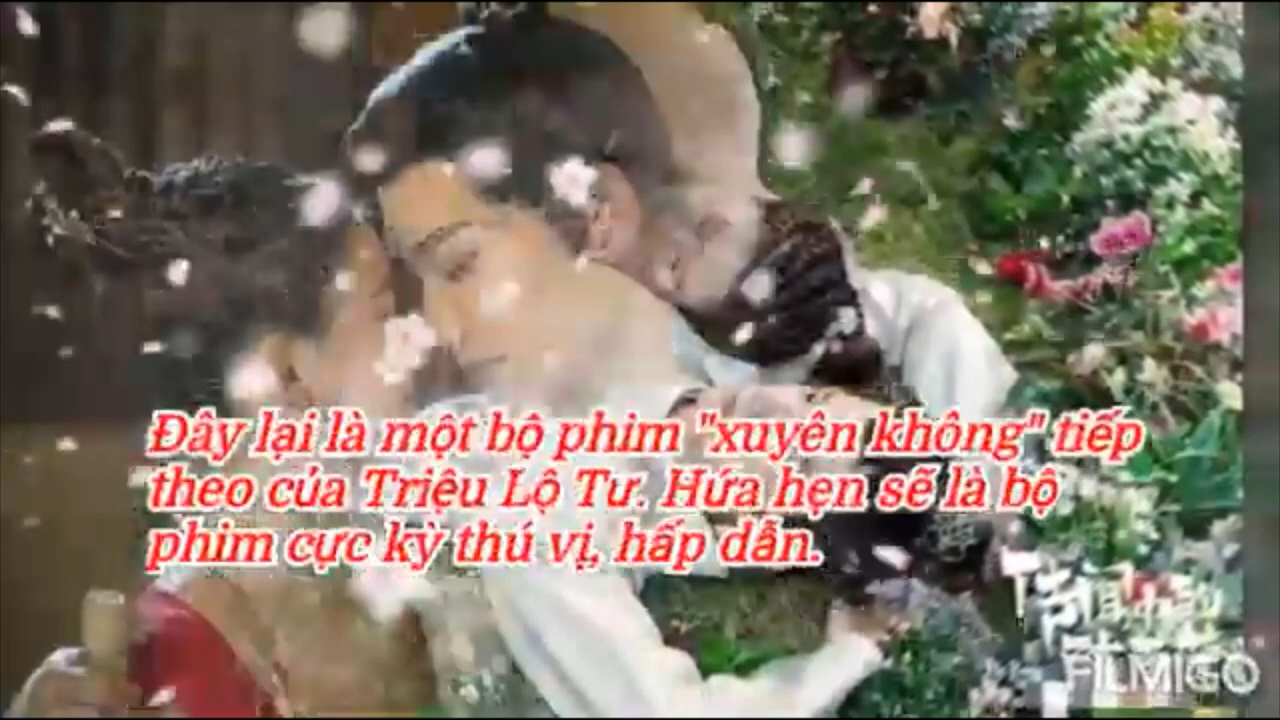 Đây lại là một bộ phim "xuyên không" tiếp
theo của Triệu Lộ Tư. Hứa hẹn sẽ là bộ
phim cực kỳ thú vị, hấp dẫn.
FILMIGO